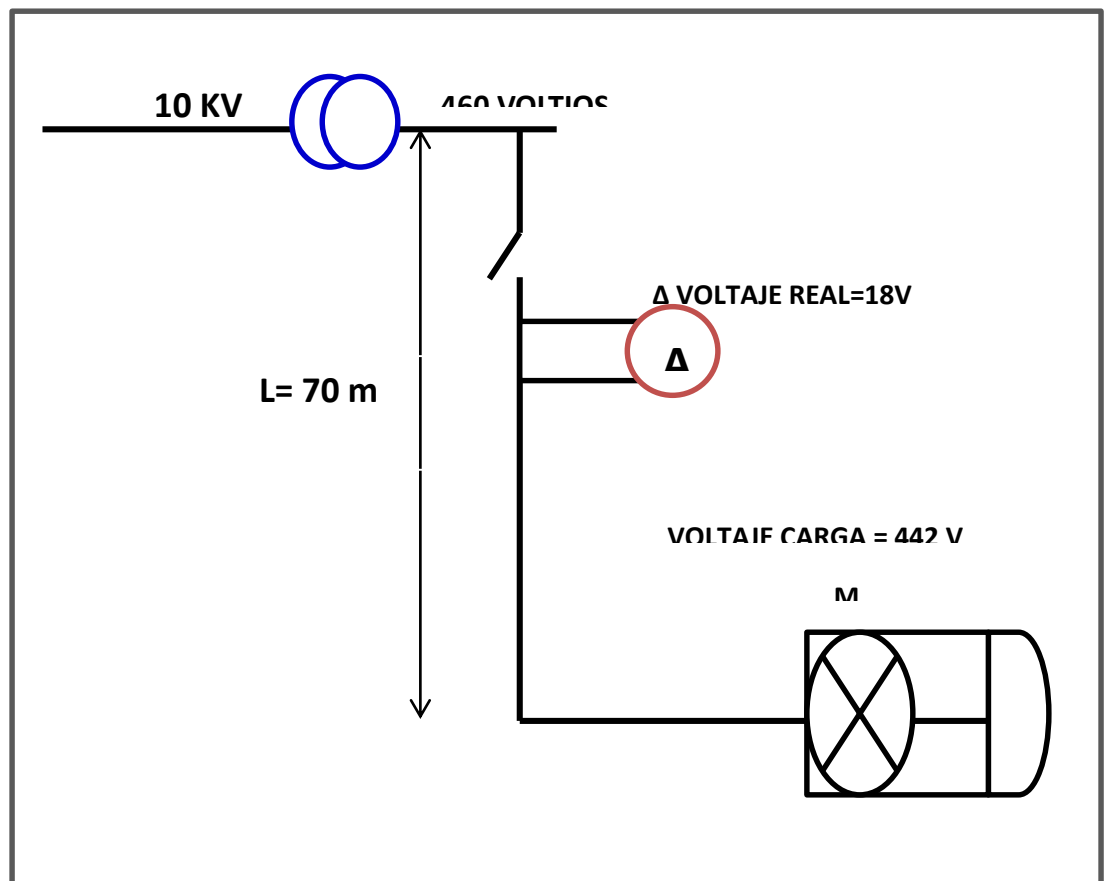 10 KV
460 VOLTIOS
Δ VOLTAJE REAL=18V
Δ
L= 70 m
VOLTAJE CARGA = 442 V
M